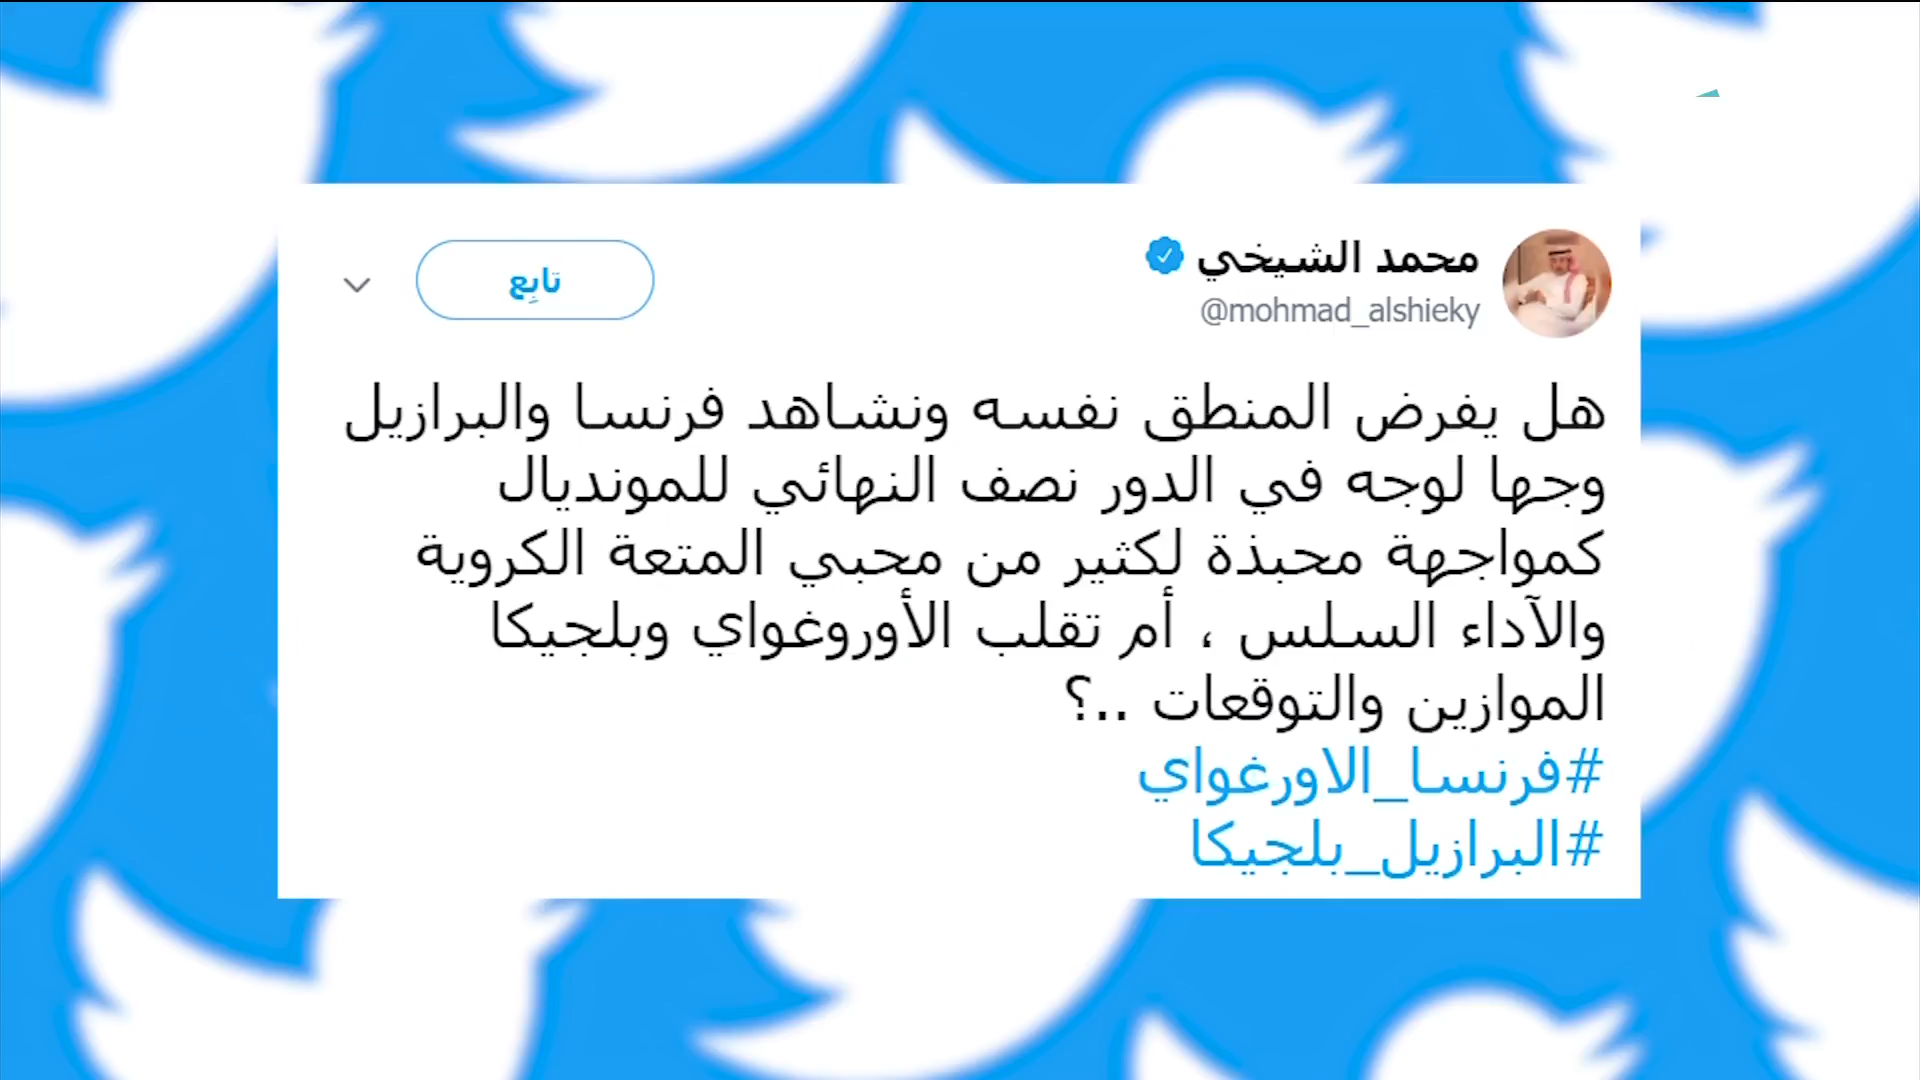 محمد الشيخي
@mohmad_alshieky
تابِع
هل يفرض المنطق نفسه ونشاهد فرنسا والبرازيل
وجها لوجه في الدور نصف النهائي للمونديال
كمواجهة محبذة لكثير من محبي المتعة الكروية
والآداء السلس ، أم تقلب الأوروغواي وبلجيكا
الموازين والتوقعات ..؟
#فرنسا_الاورغواي
#البرازيل_بلجيكا